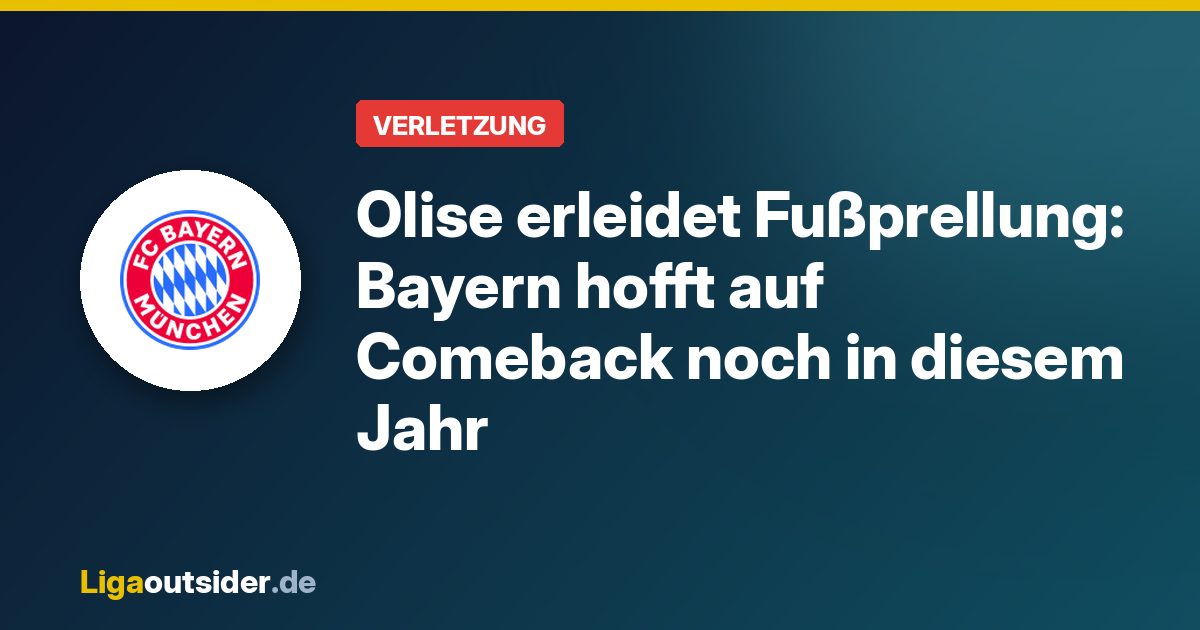 VERLETZUNG
FC BAYERN
MÜNCHEN
Olise erleidet Fußprellung:
Bayern hofft auf
Comeback noch in diesem
Jahr
Ligaoutsider.de